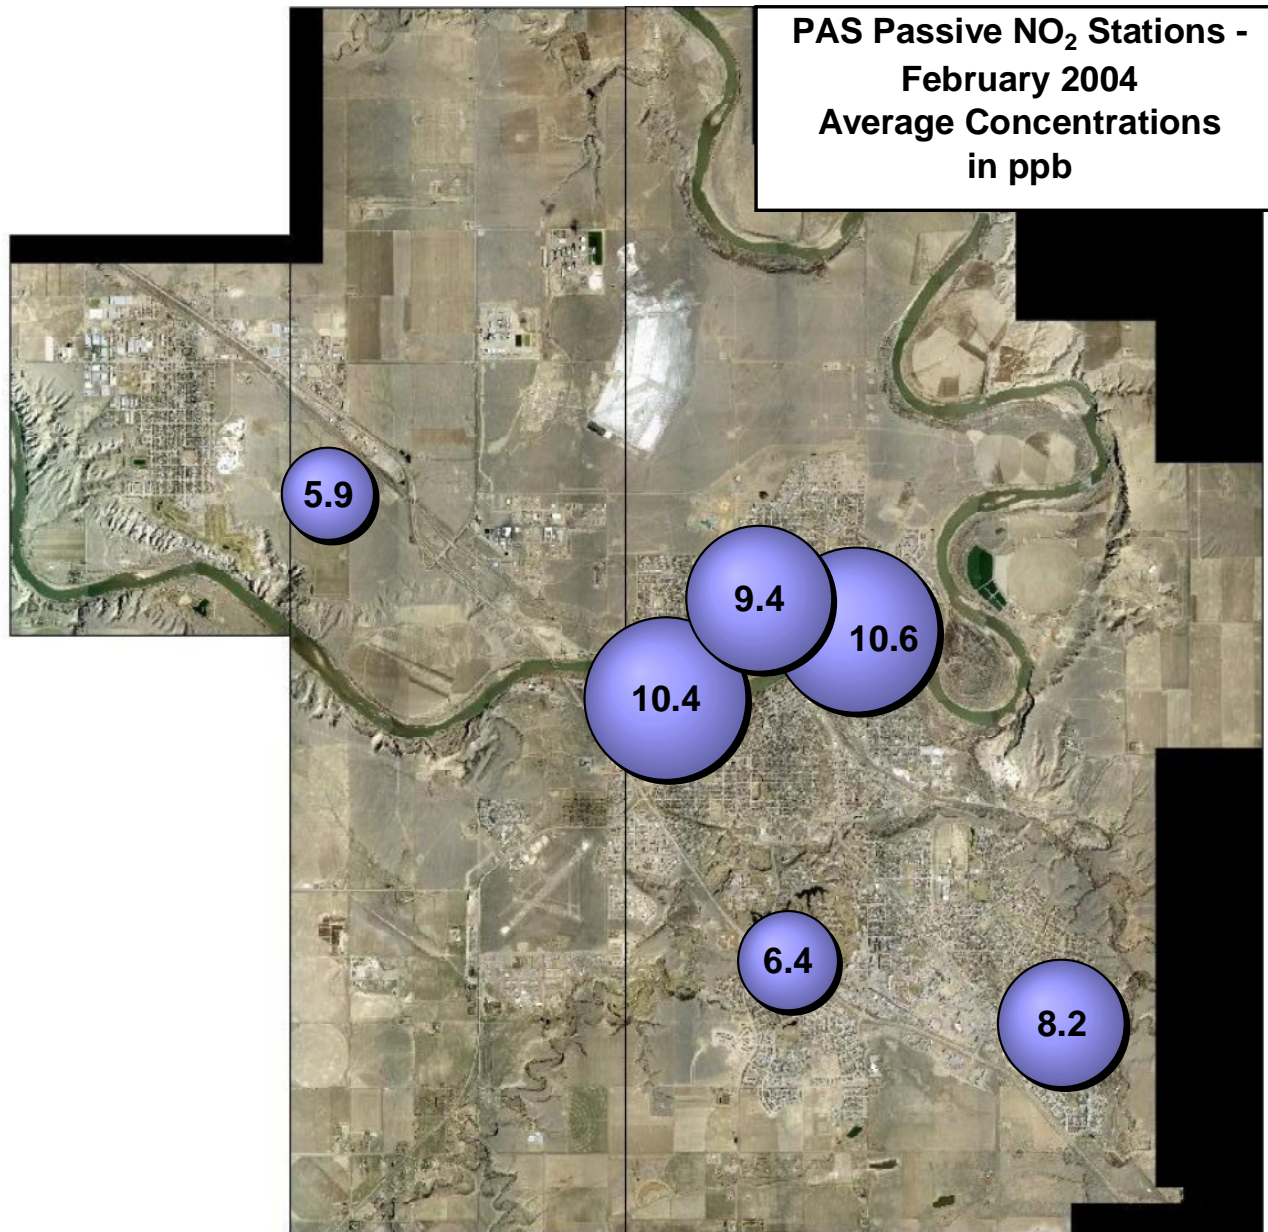 PAS Passive NO₂ Stations -
February 2004
Average Concentrations
in ppb
5.9
9.4
10.6
10.4
6.4
8.2